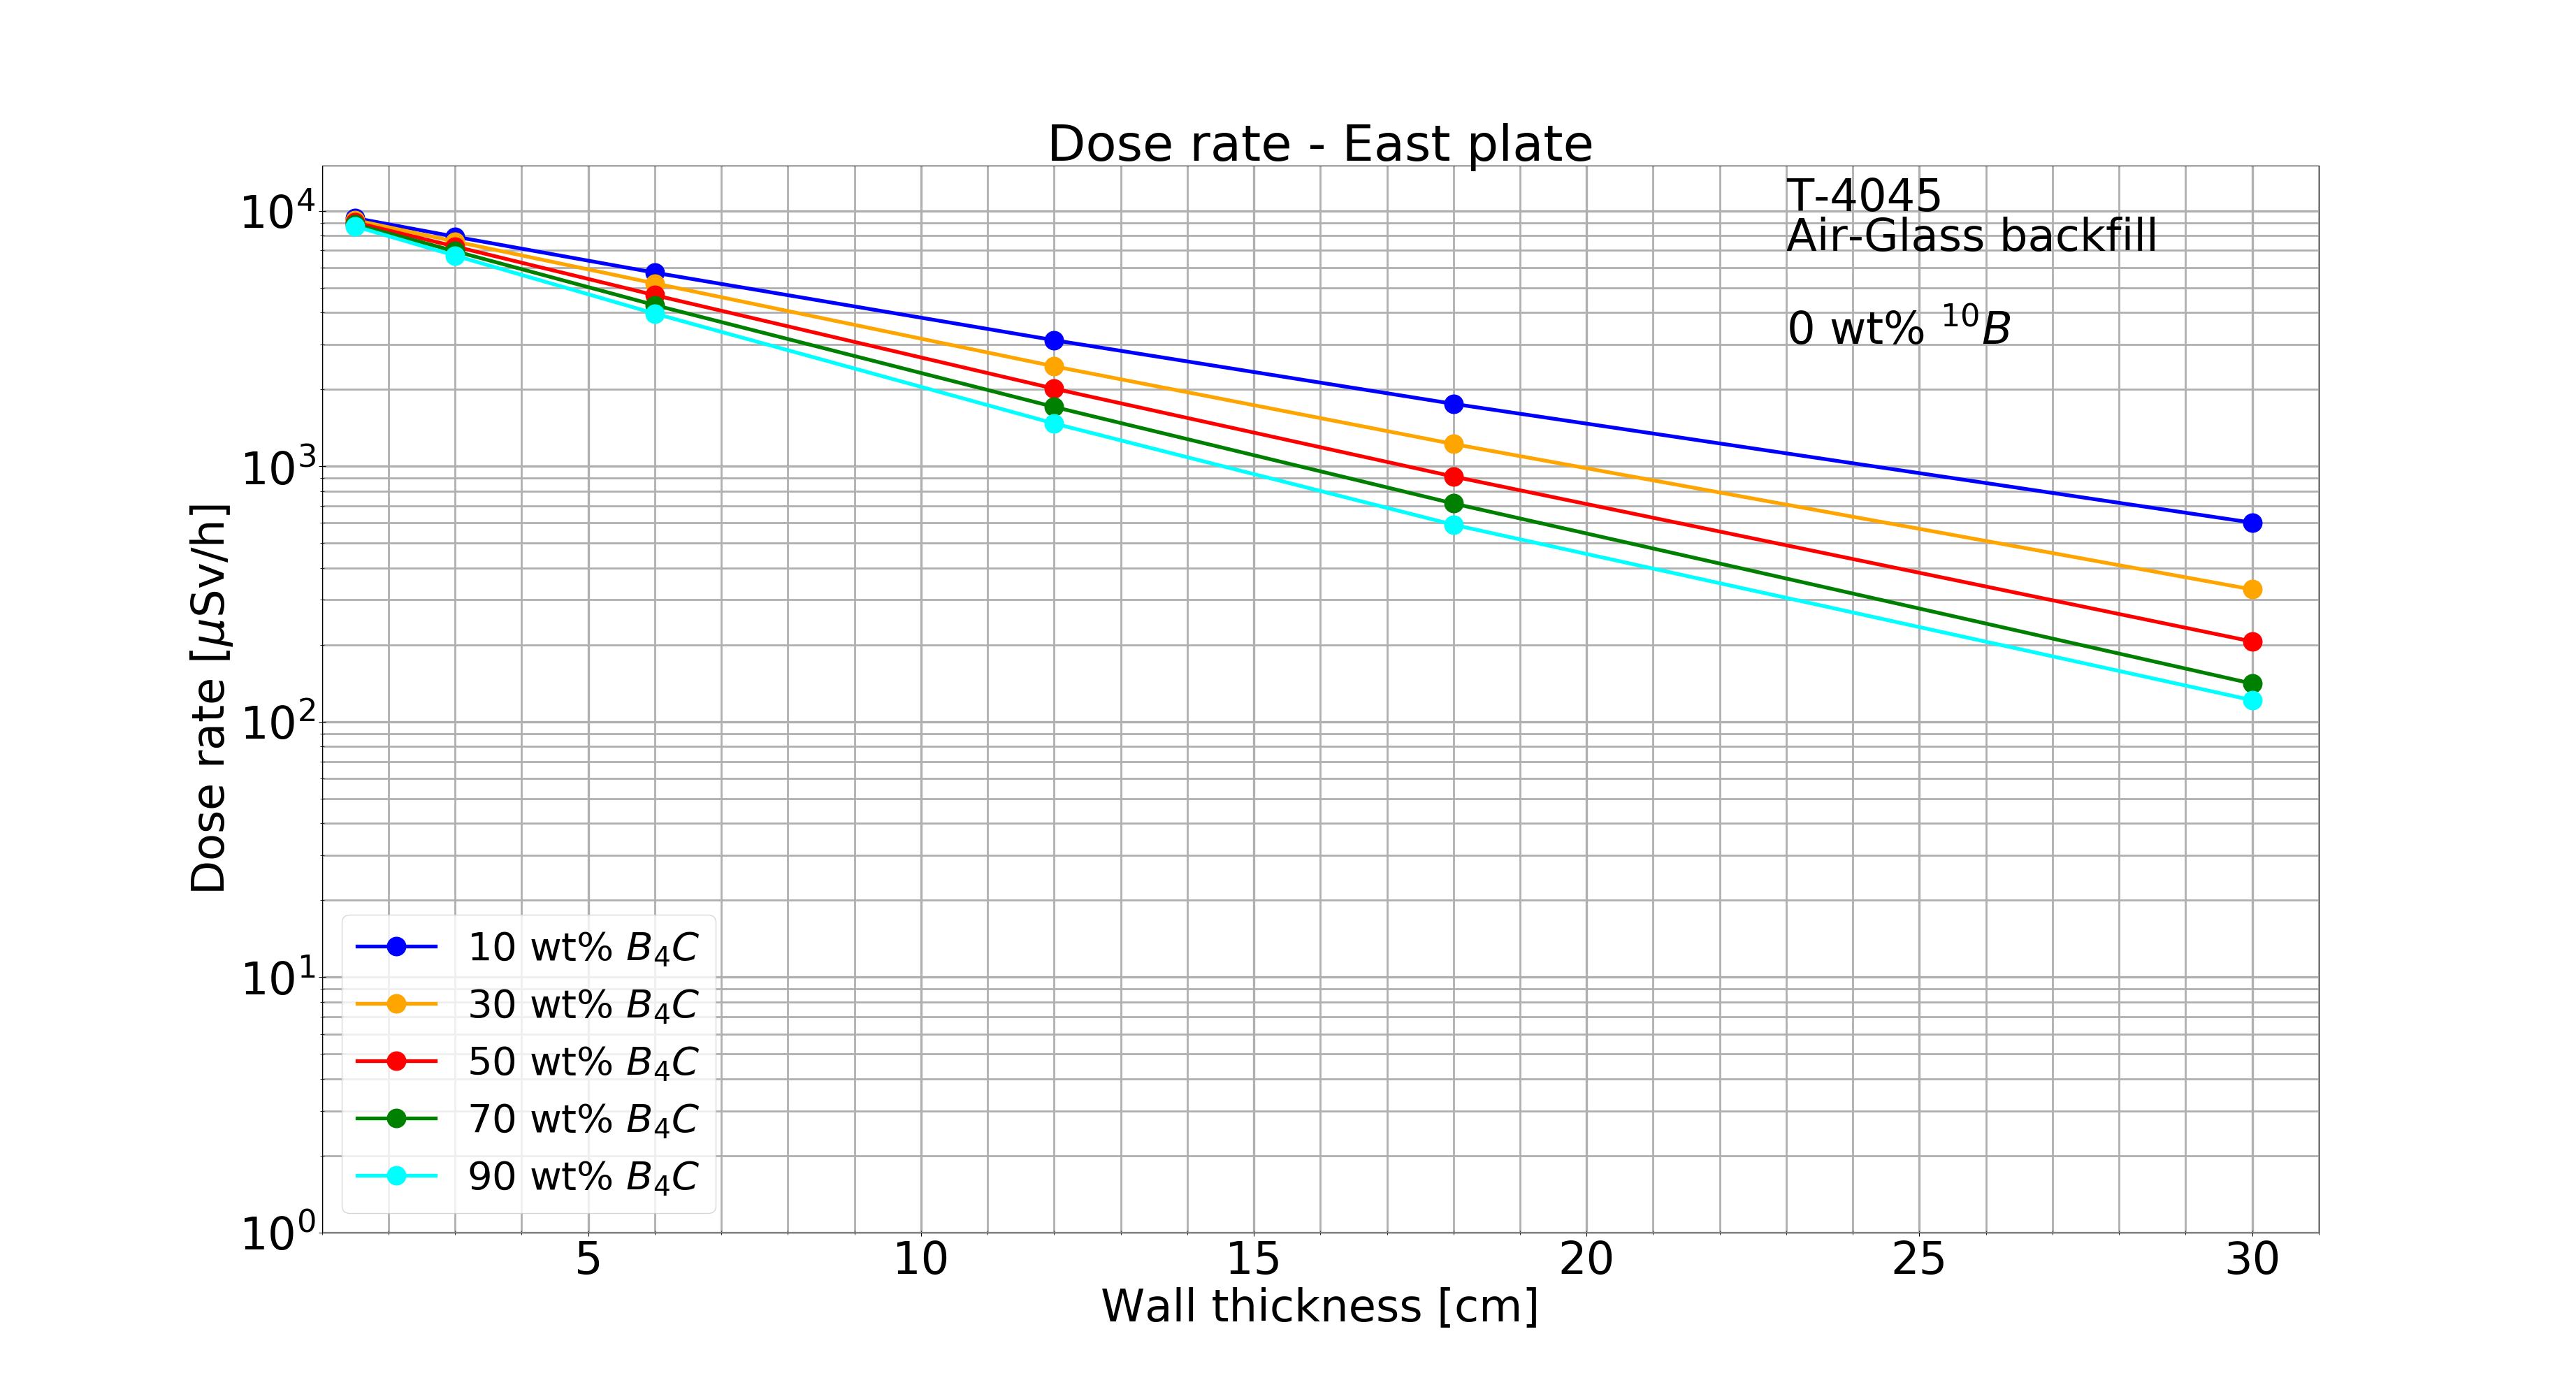 Dose rate - East plate
T-4045
Air-Glass backfill
0 wt% ¹⁰B
Dose rate [μSv/h]
10⁴
10³
10²
10¹
10⁰
10 wt% B₄C
30 wt% B₄C
50 wt% B₄C
70 wt% B₄C
90 wt% B₄C
5 10 15 20 25 30
Wall thickness [cm]